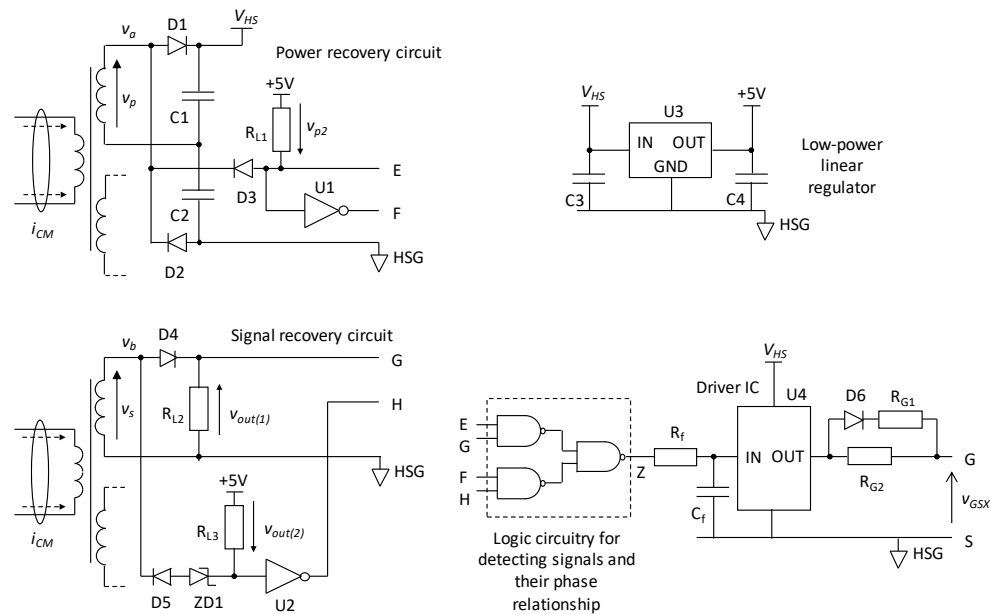 D1
V_HS
v_a
Power recovery circuit
v_p
C1
+5V
R_L1
v_p2
E
D3
U1
C2
F
i_CM
HSG
D2
V_HS
U3
+5V
IN OUT
GND
C3
C4
HSG
Low-power
linear
regulator
D4
Signal recovery circuit
v_b
G
H
v_s
R_L2
v_out(1)
HSG
+5V
R_L3
v_out(2)
i_CM
D5
ZD1
U2
V_HS
Driver IC
U4
D6
R_G1
E
G
F
H
R_f
Z
IN OUT
R_G2
G
C_f
v_GSX
S
HSG
Logic circuitry for
detecting signals and
their phase
relationship